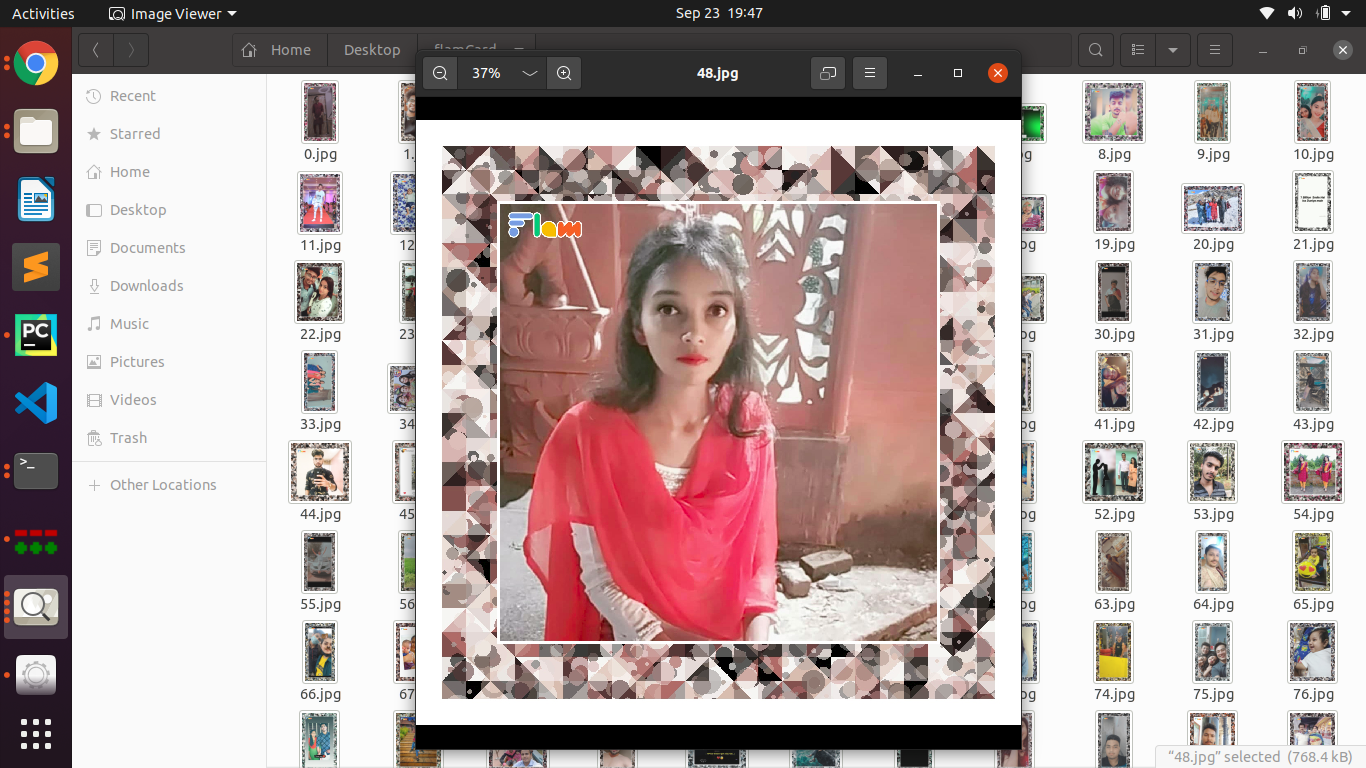 Activities
Image Viewer
Sep 23 19:47
Home
Desktop
flamCard
37%
48.jpg
Recent
Starred
Home
Desktop
Documents
Downloads
Music
Pictures
Videos
Trash
Other Locations
Flam
0.jpg
1.
8.jpg
9.jpg
10.jpg
11.jpg
12
19.jpg
20.jpg
21.jpg
22.jpg
23
30.jpg
31.jpg
32.jpg
33.jpg
34
41.jpg
42.jpg
43.jpg
44.jpg
45
52.jpg
53.jpg
54.jpg
55.jpg
56
63.jpg
64.jpg
65.jpg
66.jpg
67
74.jpg
75.jpg
76.jpg
PC
"48.jpg" selected (768.4 kB)